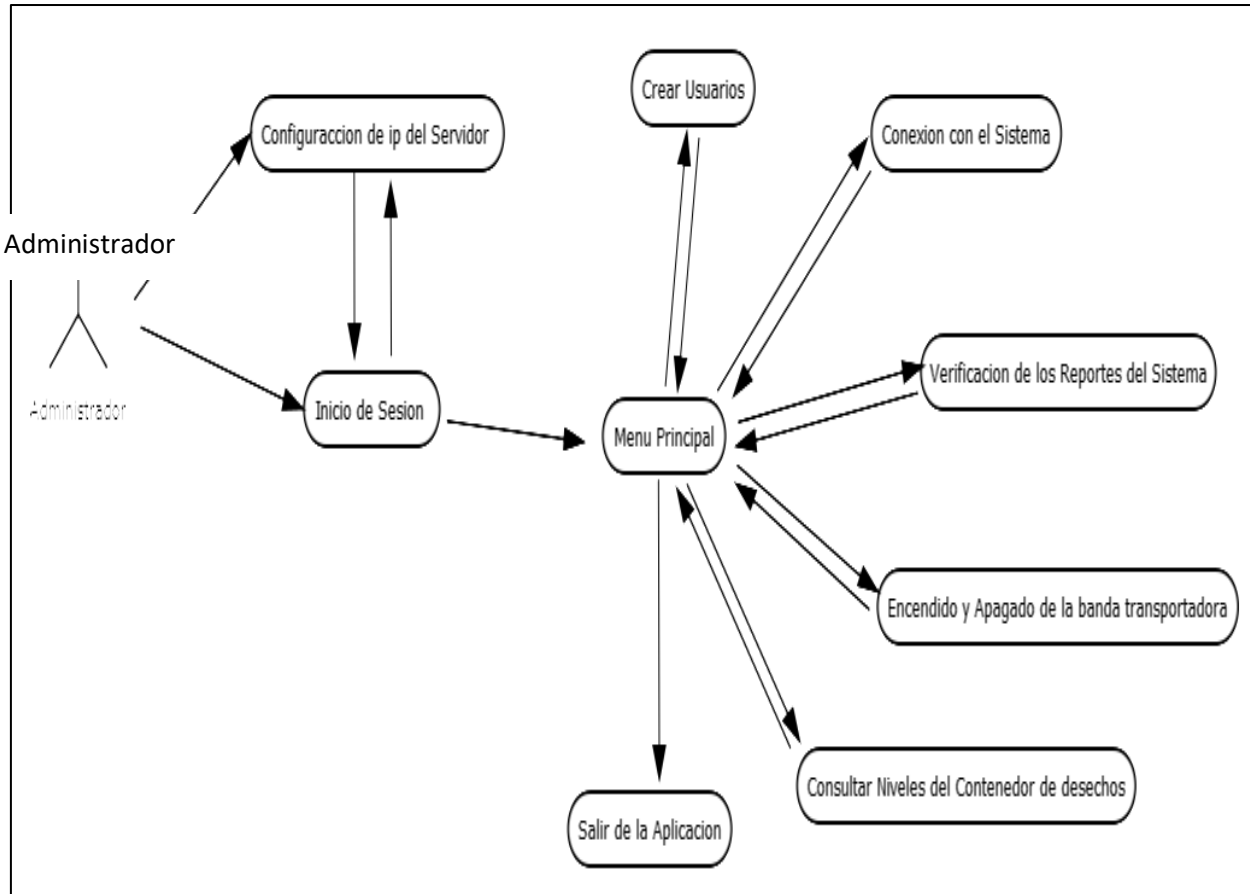 Crear Usuarios
Configuraccion de ip del Servidor
Conexion con el Sistema
Administrador
Verificacion de los Reportes del Sistema
Administrador
Inicio de Sesion
Menu Principal
Encendido y Apagado de la banda transportadora
Consultar Niveles del Contenedor de desechos
Salir de la Aplicacion